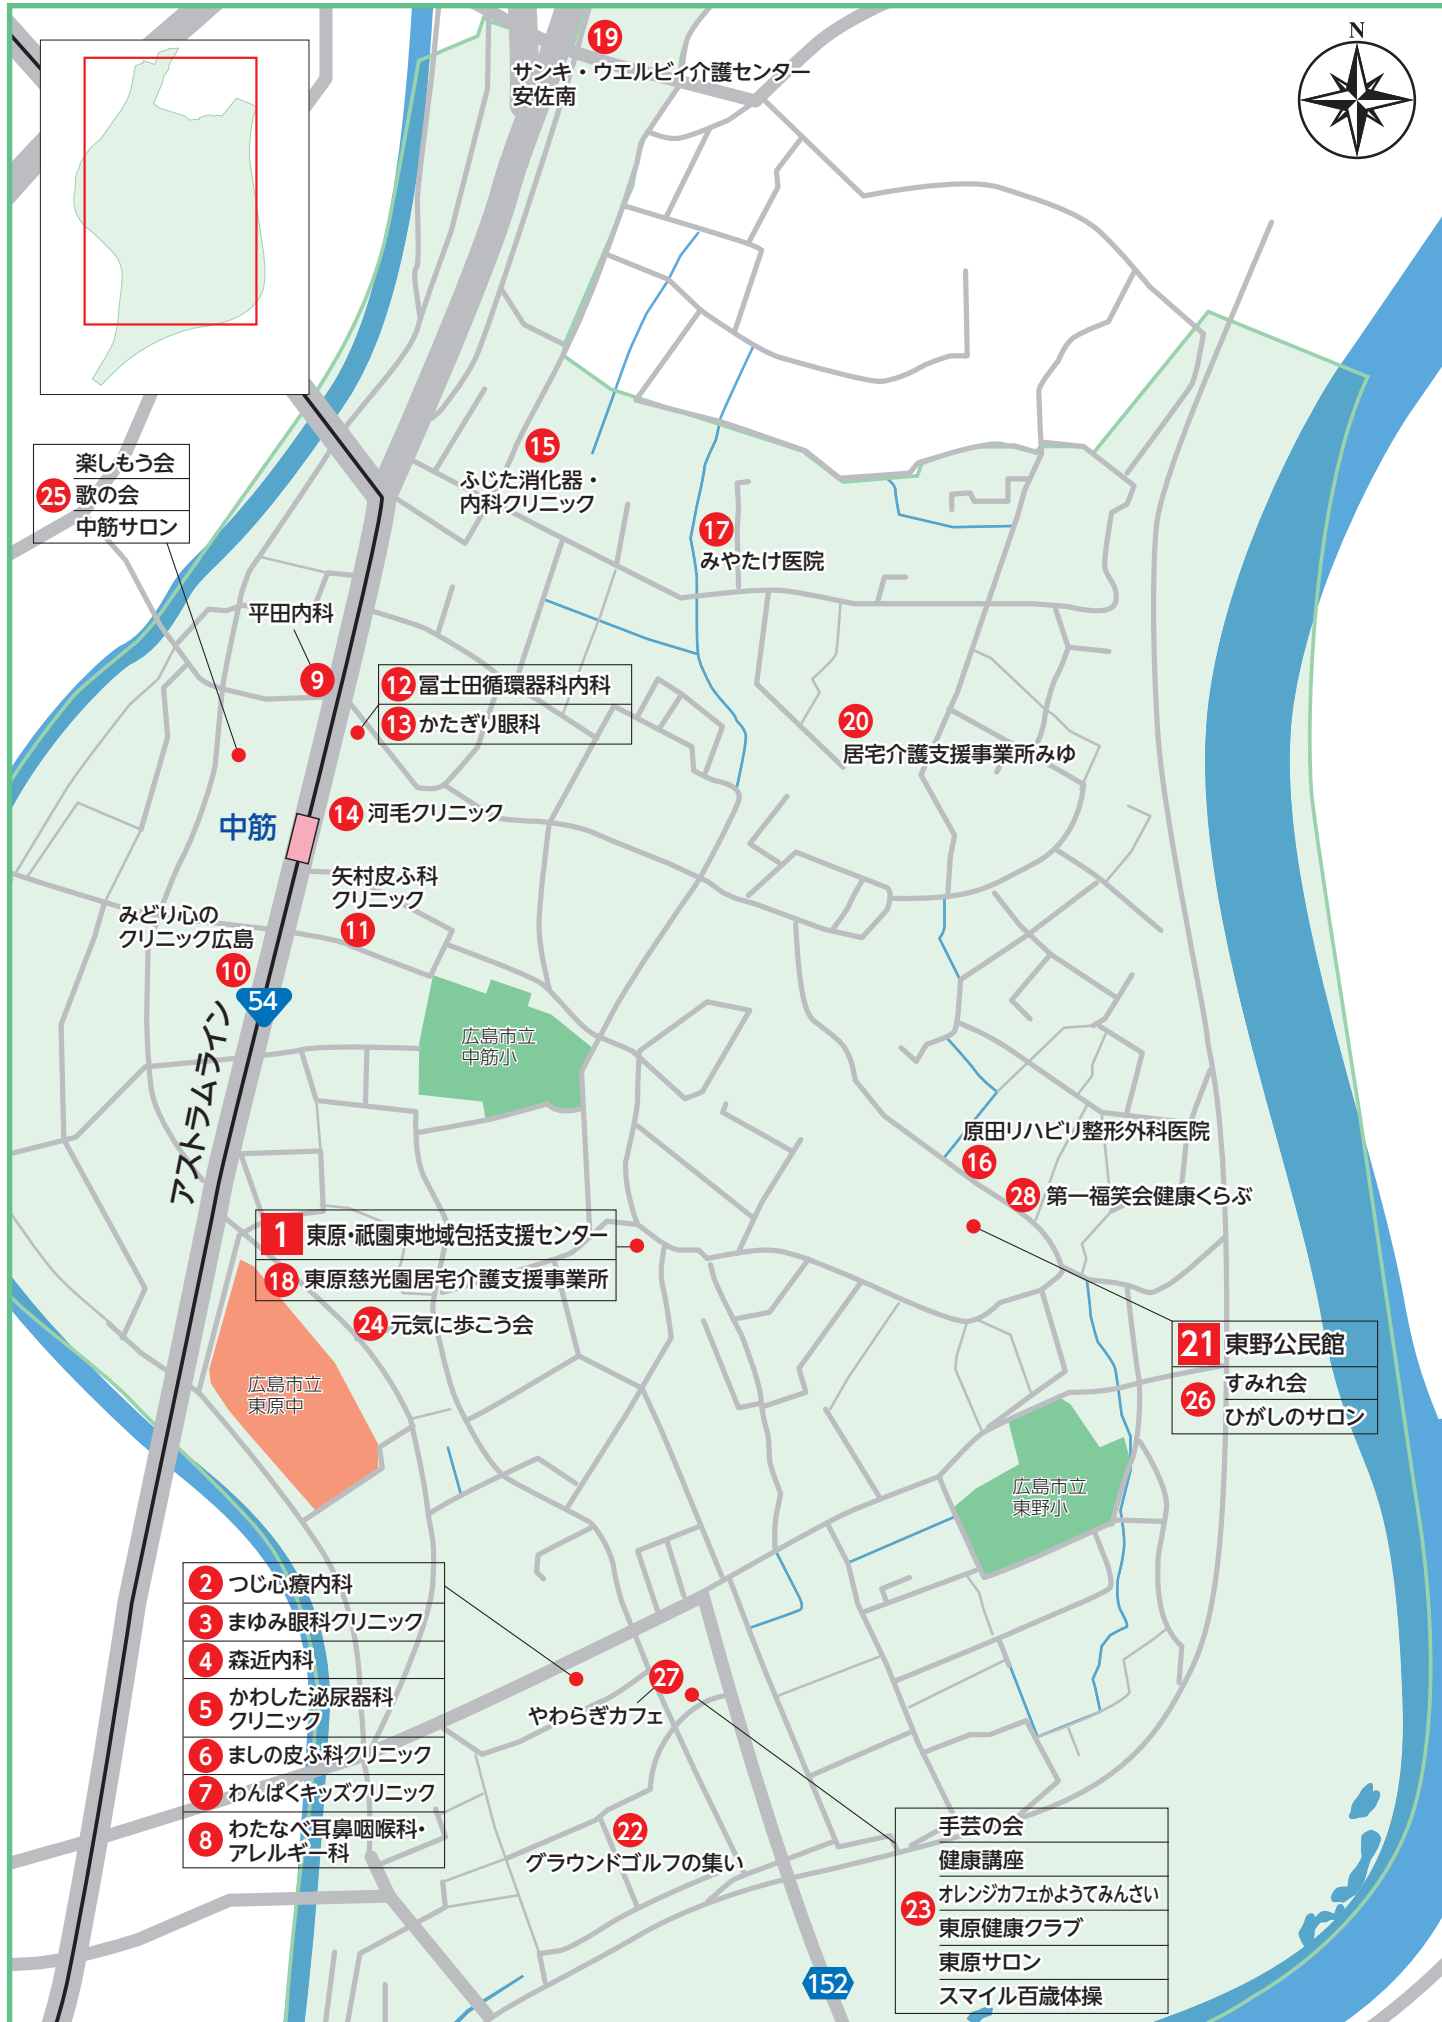 N
19
サンキ・ウエルビィ介護センター
安佐南
15
ふじた消化器・
内科クリニック
楽しもう会
25 歌の会
中筋サロン
17
みやたけ医院
平田内科
9
12 冨士田循環器科内科
13 かたぎり眼科
20
居宅介護支援事業所みゆ
中筋
14 河毛クリニック
矢村皮ふ科
クリニック
11
みどり心の
クリニック広島
10
54
アストラムライン
広島市立
中筋小
原田リハビリ整形外科医院
16
28 第一福笑会健康くらぶ
1 東原・祇園東地域包括支援センター
18 東原慈光園居宅介護支援事業所
24 元気に歩こう会
21 東野公民館
26
すみれ会
ひがしのサロン
広島市立
東原中
広島市立
東野小
2 つじ心療内科
3 まゆみ眼科クリニック
4 森近内科
5 かわした泌尿器科
クリニック
6 ましの皮ふ科クリニック
7 わんぱくキッズクリニック
8 わたなべ耳鼻咽喉科・
アレルギー科
27
やわらぎカフェ
22
グラウンドゴルフの集い
手芸の会
健康講座
23 オレンジカフェかようてみんさい
東原健康クラブ
東原サロン
スマイル百歳体操
152